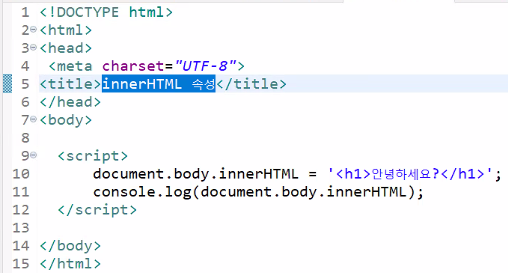 1 <!DOCTYPE html>
2 <html>
3 <head>
4 <meta charset="UTF-8">
5 <title>innerHTML 속성</title>
6 </head>
7 <body>
8
9 <script>
10 document.body.innerHTML = '<h1>안녕하세요?</h1>';
11 console.log(document.body.innerHTML);
12 </script>
13
14 </body>
15 </html>